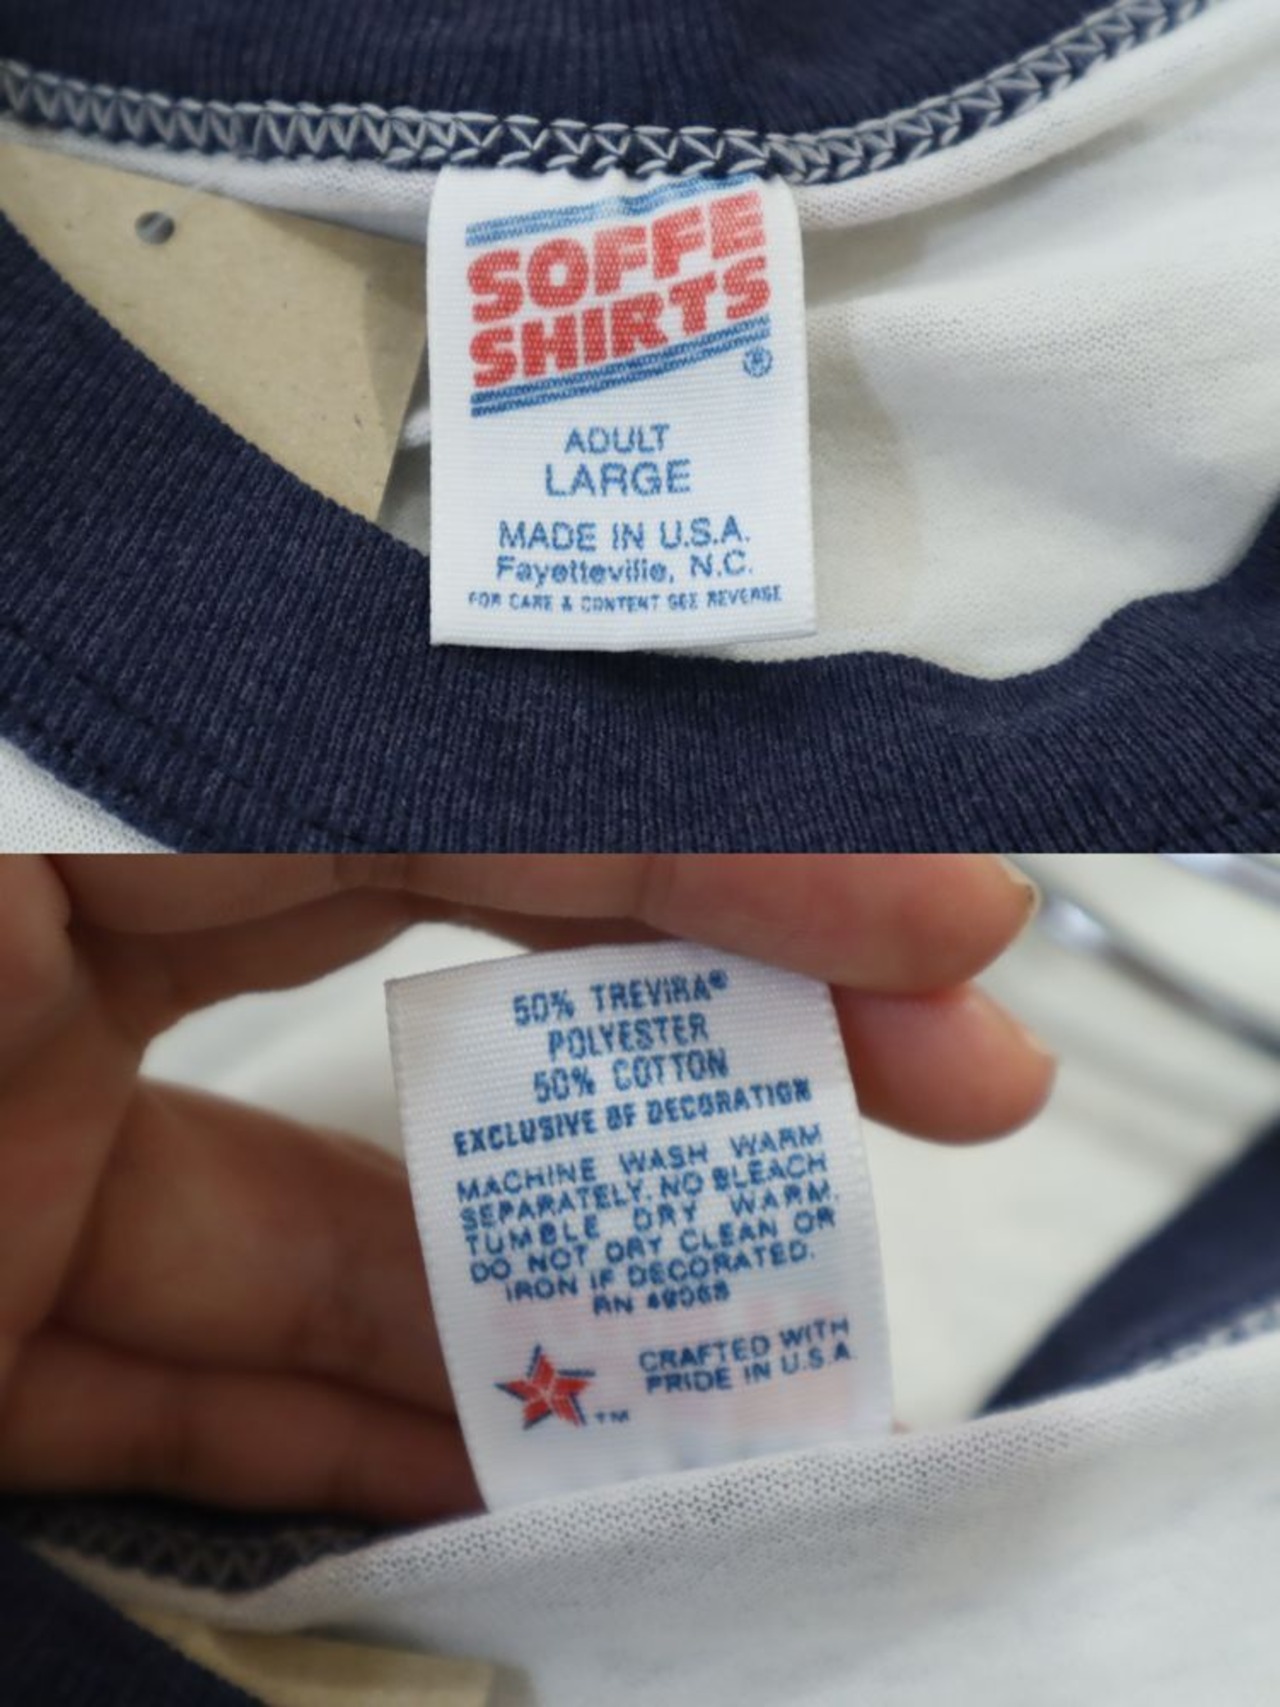 SOFFE
SHIRTS
®
ADULT
LARGE
MADE IN U.S.A.
Fayetteville, N.C.
FOR CARE & CONTENT SEE REVERSE
50% TREVIRA®
POLYESTER
50% COTTON
EXCLUSIVE OF DECORATION
MACHINE WASH WARM
SEPARATELY. NO BLEACH
TUMBLE DRY WARM.
DO NOT DRY CLEAN OR
IRON IF DECORATED.
RN
CRAFTED WITH
PRIDE IN U.S.A.
TM